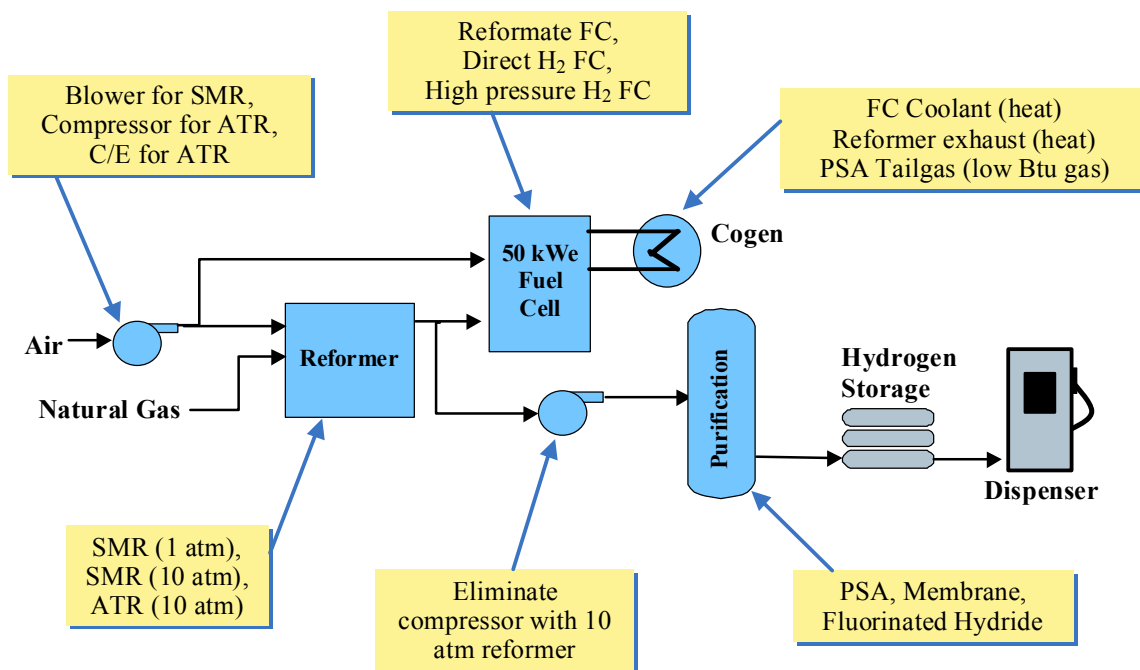 Reformate FC,
Direct H₂ FC,
High pressure H₂ FC
Blower for SMR,
Compressor for ATR,
C/E for ATR
FC Coolant (heat)
Reformer exhaust (heat)
PSA Tailgas (low Btu gas)
50 kWe
Fuel
Cell
Cogen
Air
Reformer
Natural Gas
Purification
Hydrogen
Storage
Dispenser
SMR (1 atm),
SMR (10 atm),
ATR (10 atm)
Eliminate
compressor with 10
atm reformer
PSA, Membrane,
Fluorinated Hydride